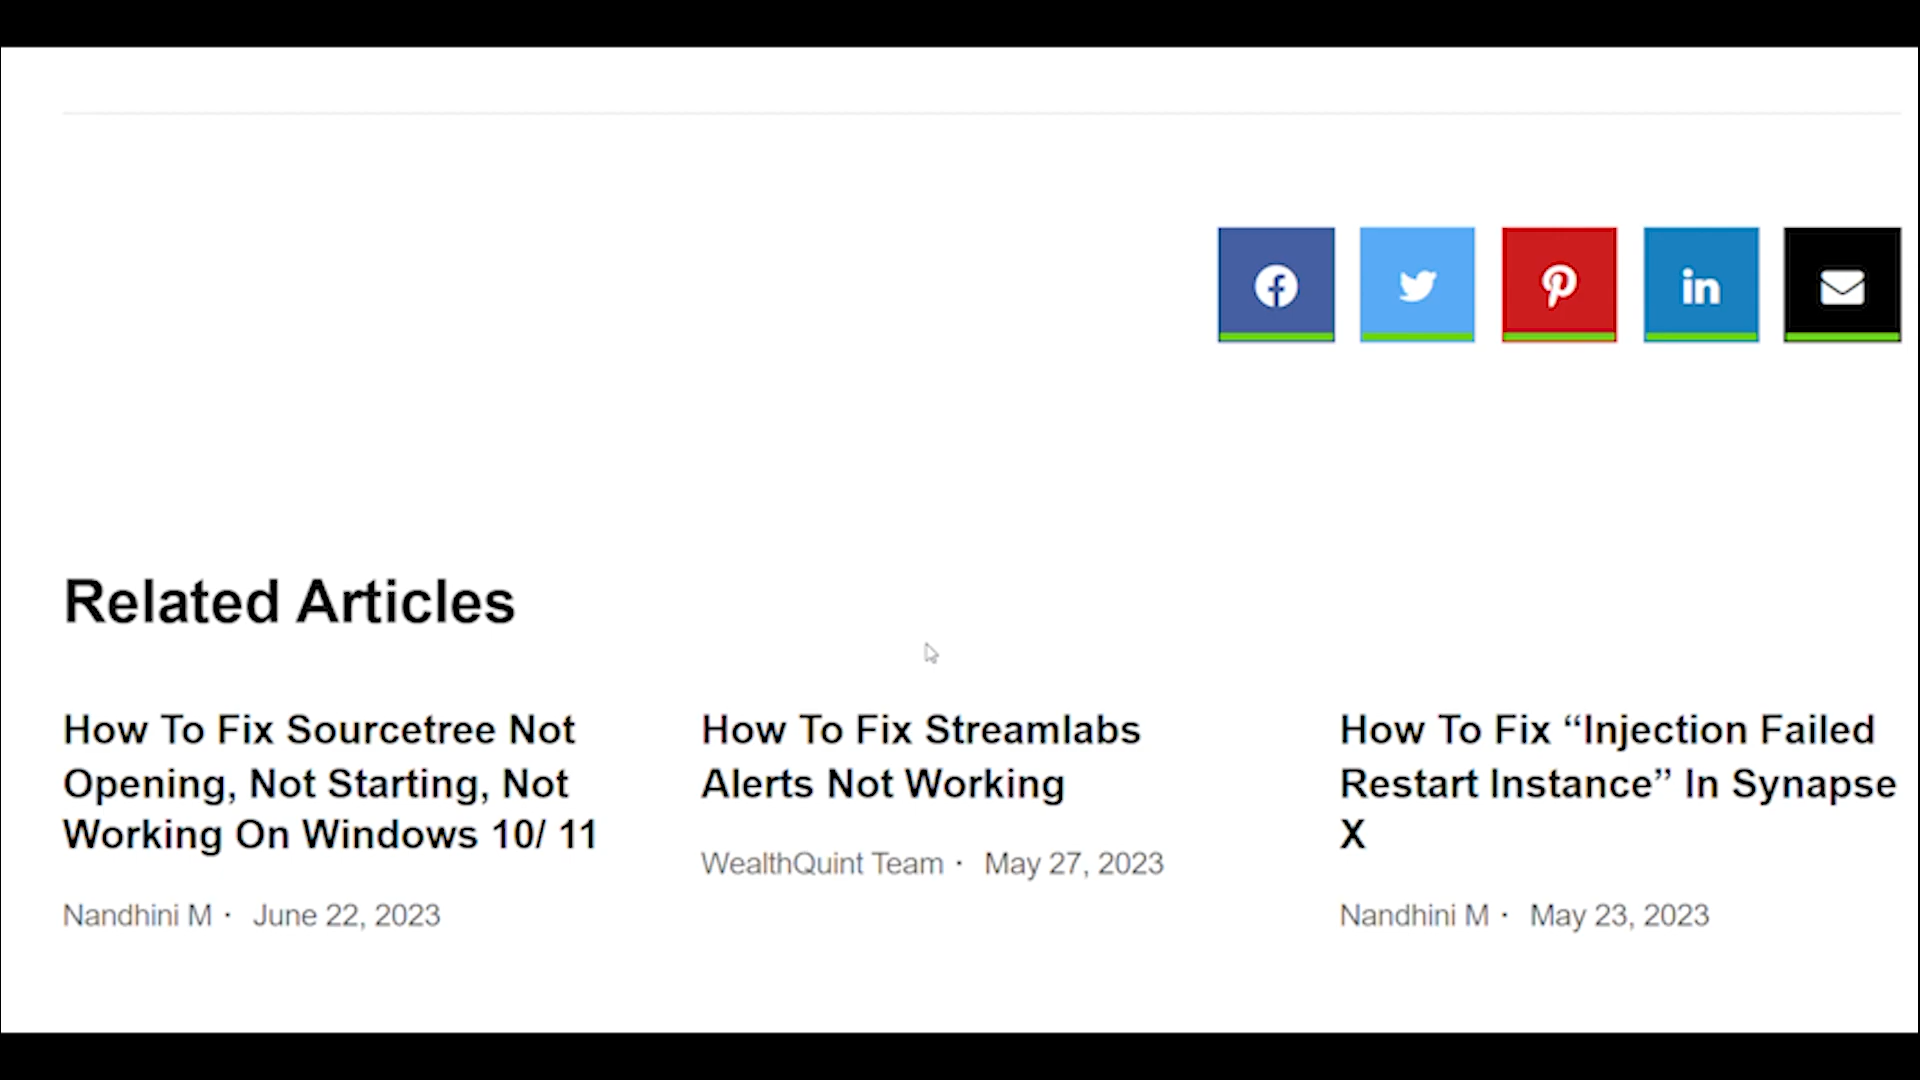 Related Articles
How To Fix Sourcetree Not
Opening, Not Starting, Not
Working On Windows 10/ 11
Nandhini M · June 22, 2023
How To Fix Streamlabs
Alerts Not Working
WealthQuint Team · May 27, 2023
How To Fix “Injection Failed
Restart Instance” In Synapse
X
Nandhini M · May 23, 2023